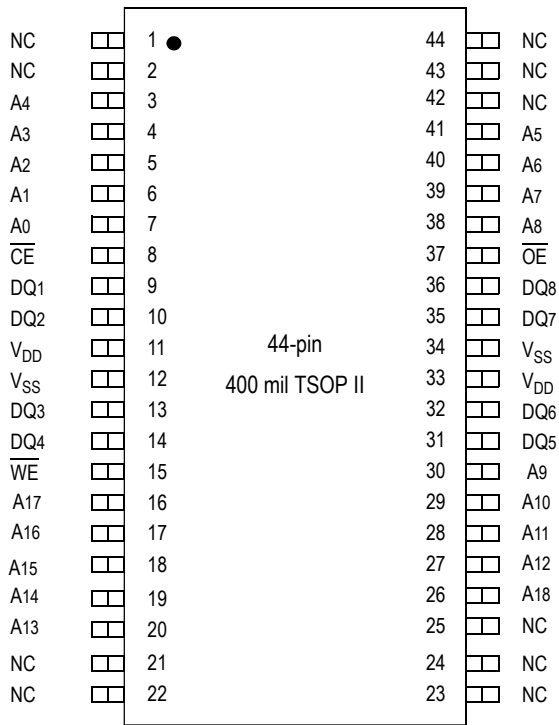 NC 1 44 NC
NC 2 43 NC
A4 3 42 NC
A3 4 41 A5
A2 5 40 A6
A1 6 39 A7
A0 7 38 A8
C̅E̅ 8 37 O̅E̅
DQ1 9 36 DQ8
DQ2 10 35 DQ7
VDD 11 34 VSS
VSS 12 33 VDD
DQ3 13 32 DQ6
DQ4 14 31 DQ5
W̅E̅ 15 30 A9
A17 16 29 A10
A16 17 28 A11
A15 18 27 A12
A14 19 26 A18
A13 20 25 NC
NC 21 24 NC
NC 22 23 NC
44-pin
400 mil TSOP II